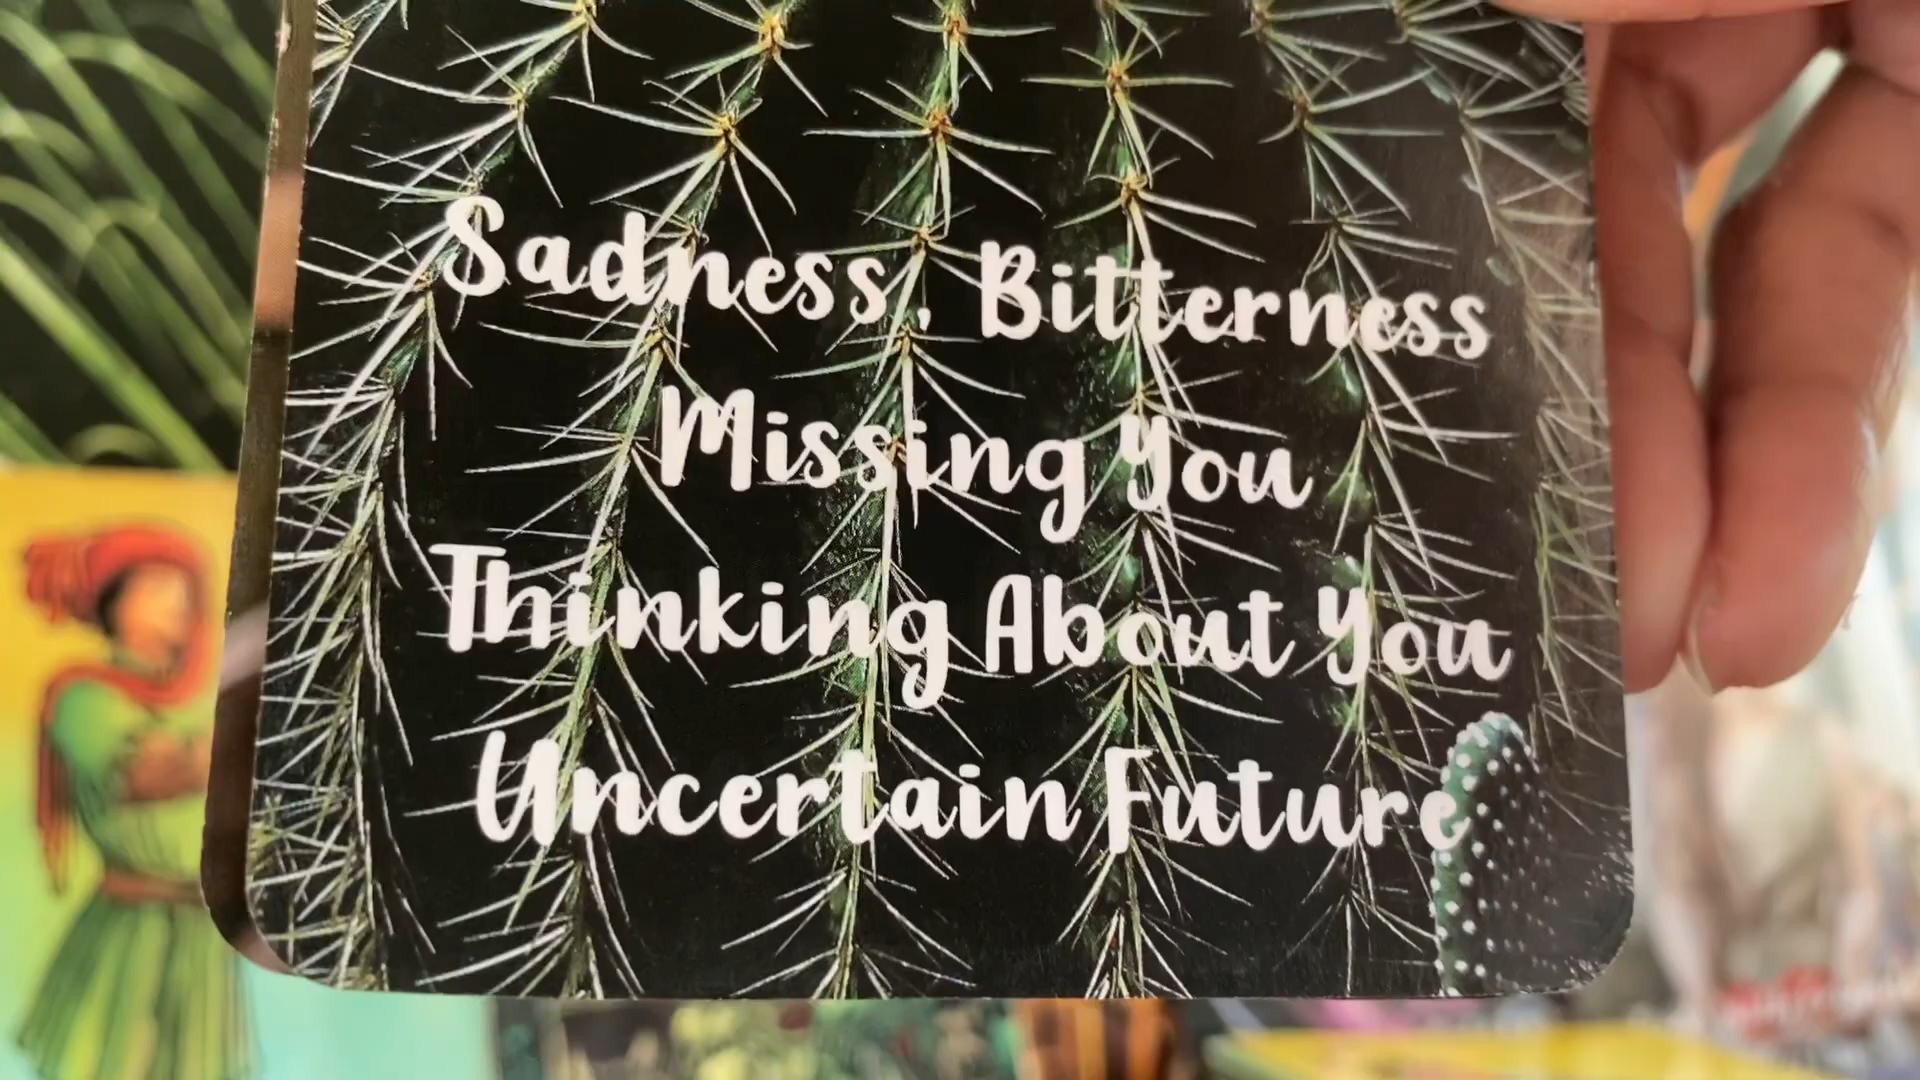 Sadness, Bitterness
Missing You
Thinking About You
Uncertain Future